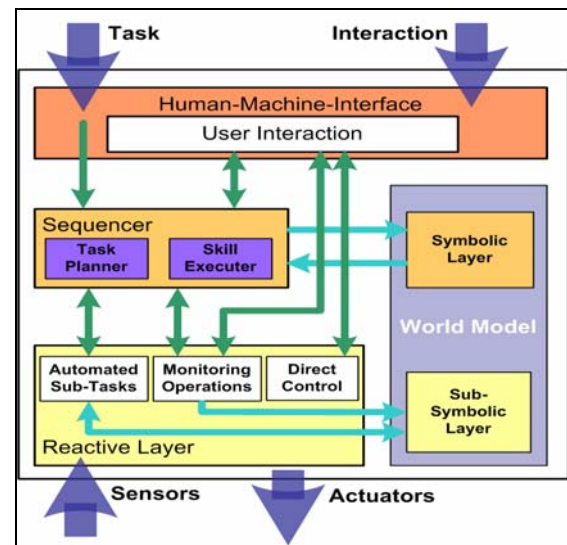 Task
Interaction
Human-Machine-Interface
User Interaction
Sequencer
Task
Planner
Skill
Executer
Symbolic
Layer
World Model
Automated
Sub-Tasks
Monitoring
Operations
Direct
Control
Sub-
Symbolic
Layer
Reactive Layer
Sensors
Actuators